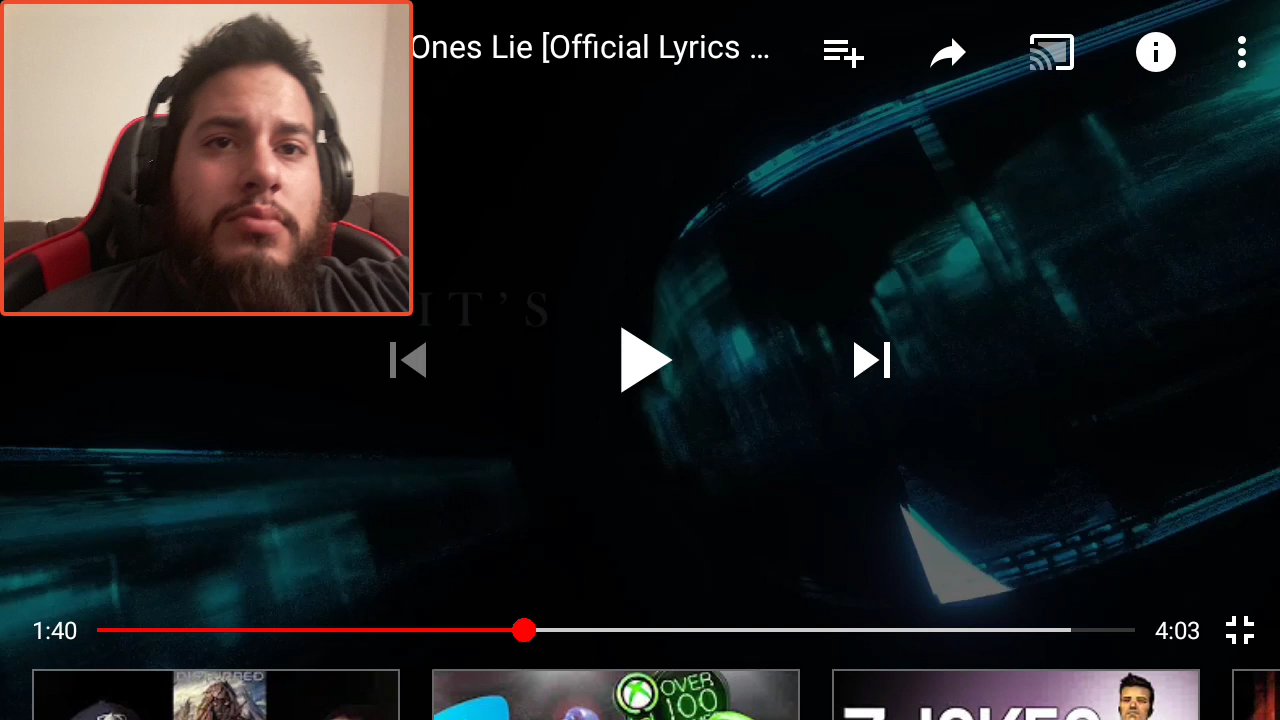 Ones Lie [Official Lyrics ...
IT'S
1:40
4:03
DISTURBED
OVER
100